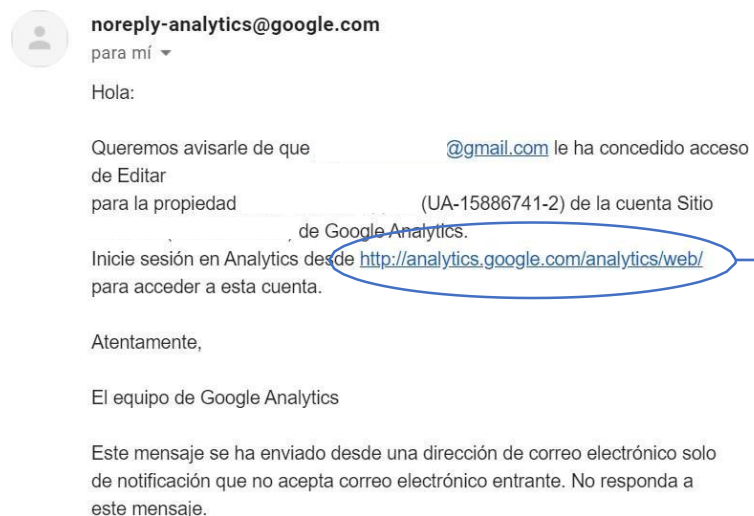 noreply-analytics@google.com
para mí
Hola:
Queremos avisarle de que @gmail.com le ha concedido acceso
de Editar
para la propiedad (UA-15886741-2) de la cuenta Sitio
de Google Analytics.
Inicie sesión en Analytics desde http://analytics.google.com/analytics/web/
para acceder a esta cuenta.
Atentamente,
El equipo de Google Analytics
Este mensaje se ha enviado desde una dirección de correo electrónico solo
de notificación que no acepta correo electrónico entrante. No responda a
este mensaje.